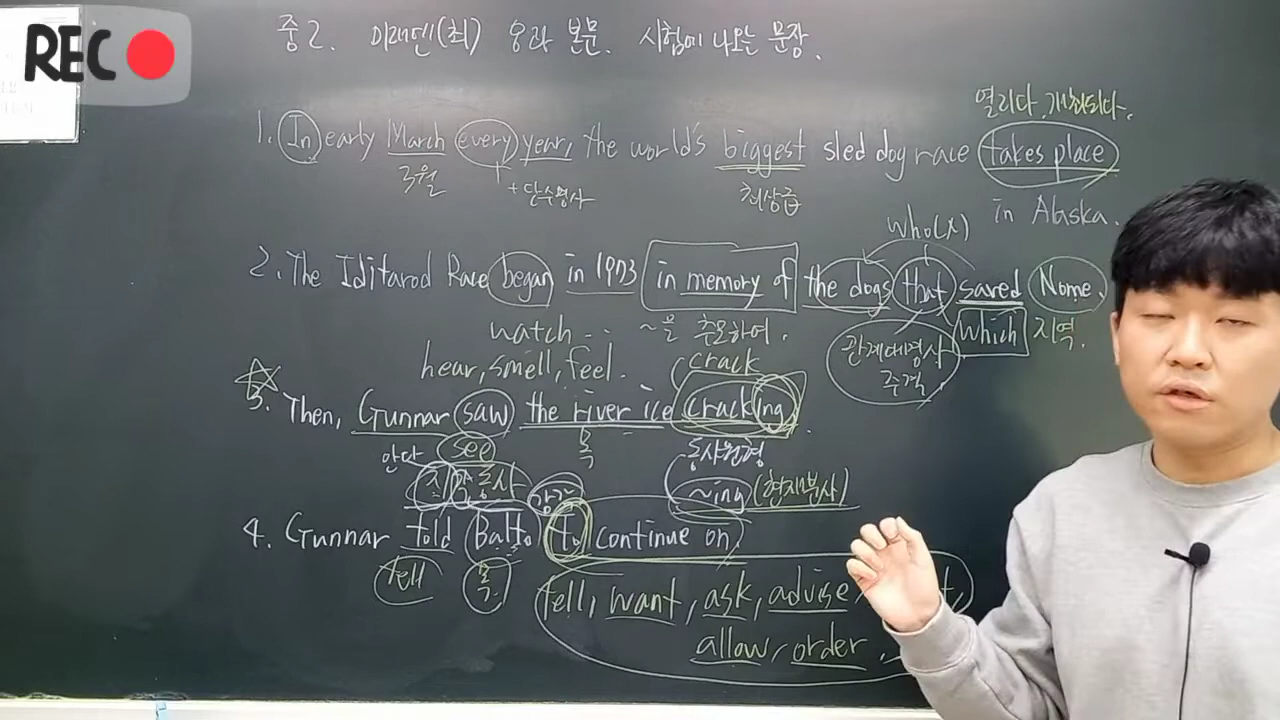 REC
중2. 미래엔(최) 8과 본문. 시험에 나오는 문장.
열리다. 개최되다.
1. In early March every year, the world's biggest sled dog race takes place
3월 +단수명사 최상급
in Alaska.
who(x)
2. The Iditarod Race began in 1973 in memory of the dogs that saved Nome.
watch ~을 추모하여. 관계대명사 which 지역.
주격
hear, smell, feel. crack
3. Then, Gunnar saw the river ice cracking.
see 목 동사원형
지각동사 ~ing (현재분사)
4. Gunnar told Balto to continue on.
tell 목
tell, want, ask, advise
allow, order.